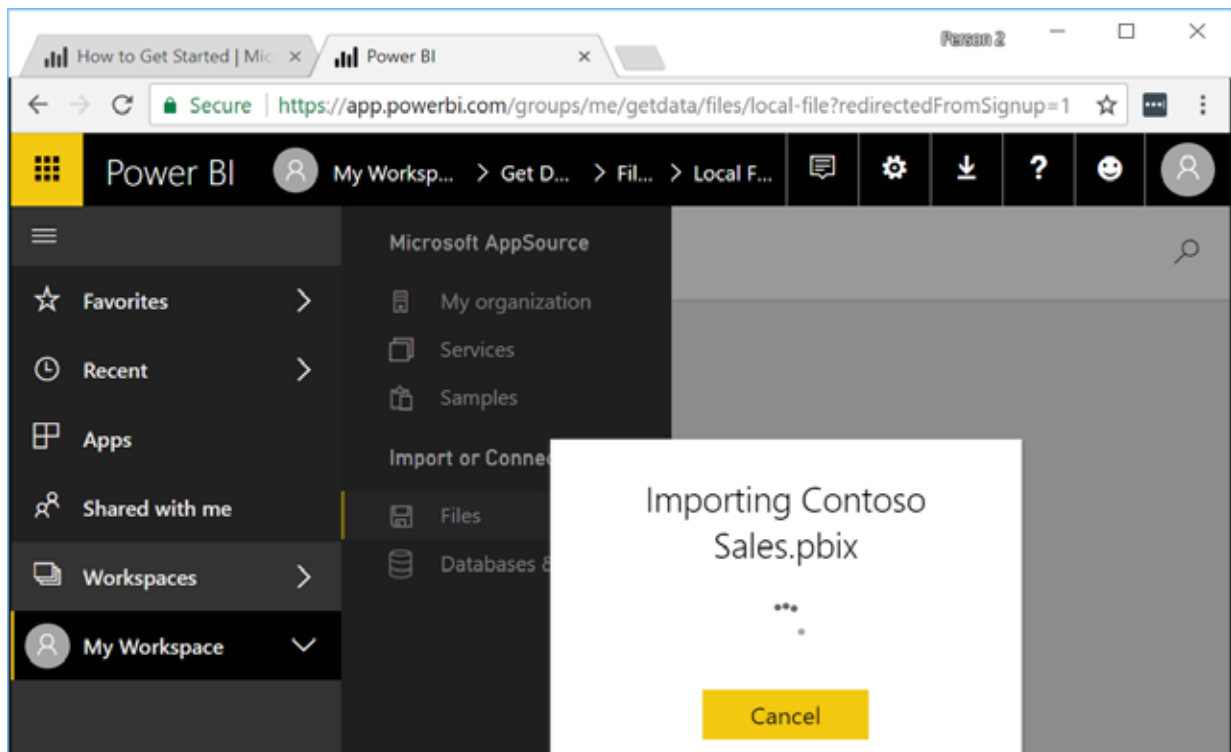 How to Get Started | Mic
Power BI
Person 2
Secure | https://app.powerbi.com/groups/me/getdata/files/local-file?redirectedFromSignup=1
Power BI
My Worksp... > Get D... > Fil... > Local F...
?
Favorites
Recent
Apps
Shared with me
Workspaces
My Workspace
Microsoft AppSource
My organization
Services
Samples
Import or Connec
Files
Databases &
Importing Contoso
Sales.pbix
Cancel